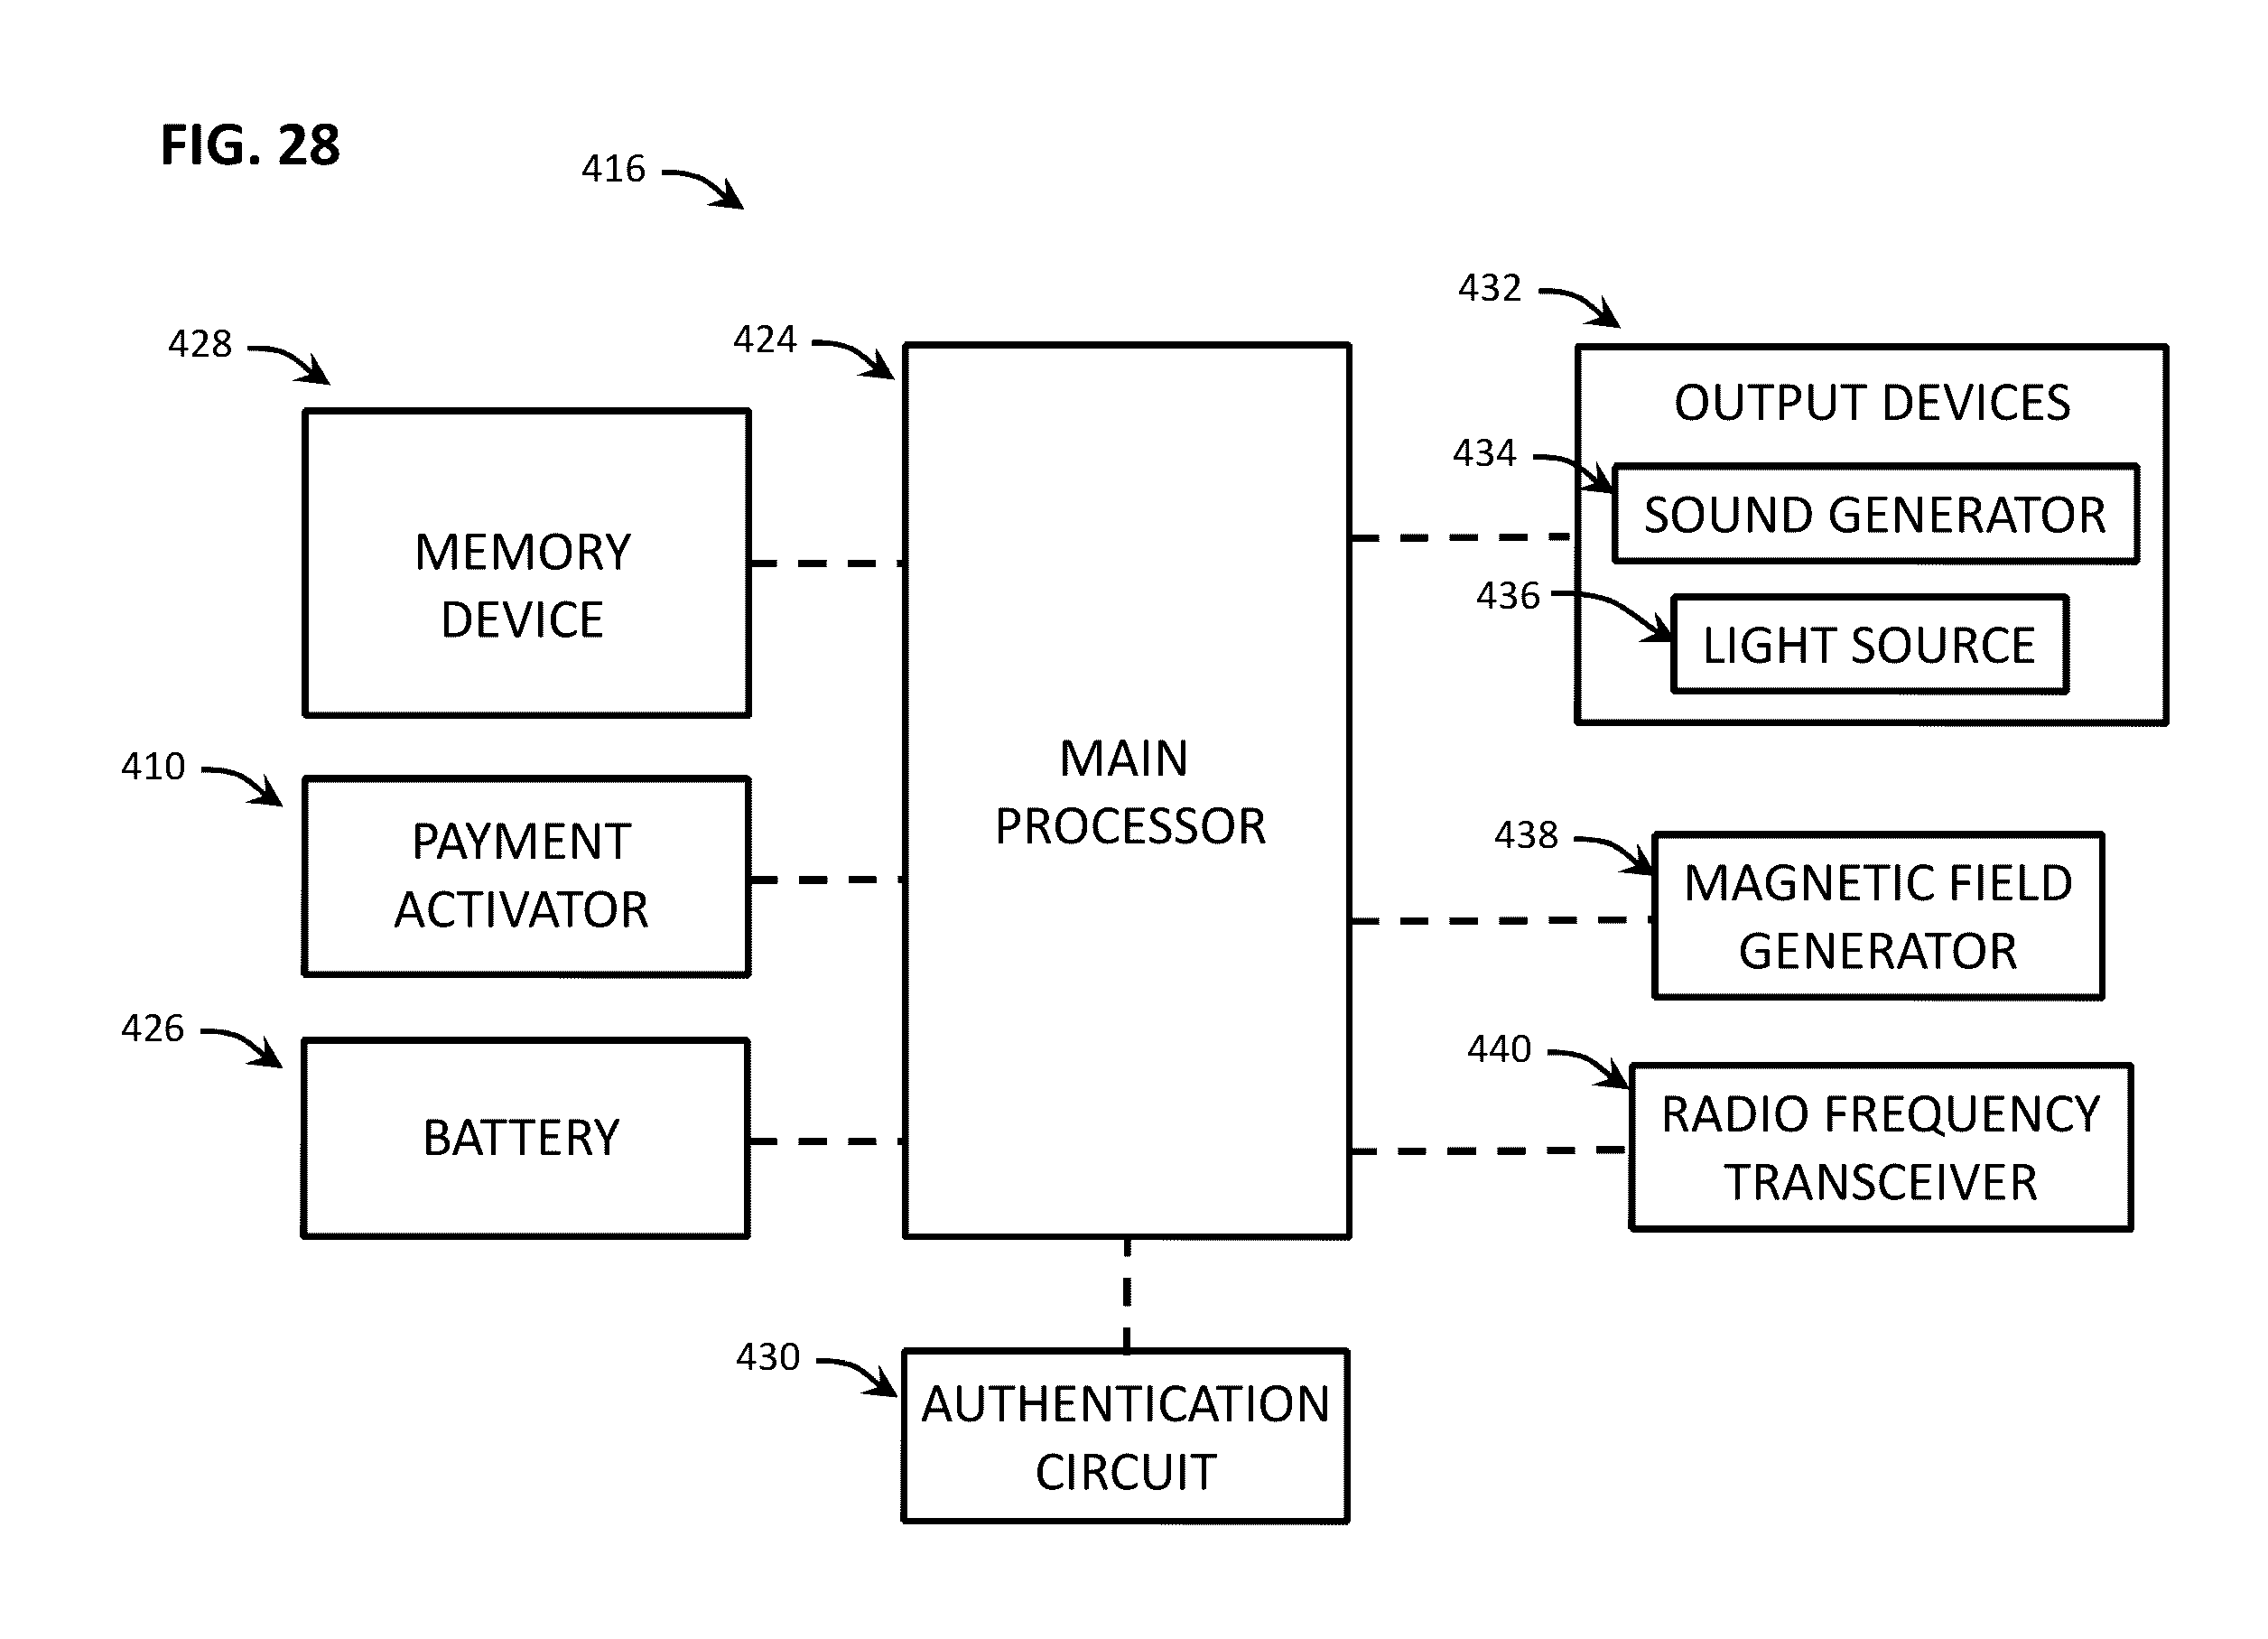 FIG. 28
416
428
MEMORY
DEVICE
410
PAYMENT
ACTIVATOR
426
BATTERY
424
MAIN
PROCESSOR
430
AUTHENTICATION
CIRCUIT
432
OUTPUT DEVICES
434
SOUND GENERATOR
436
LIGHT SOURCE
438
MAGNETIC FIELD
GENERATOR
440
RADIO FREQUENCY
TRANSCEIVER